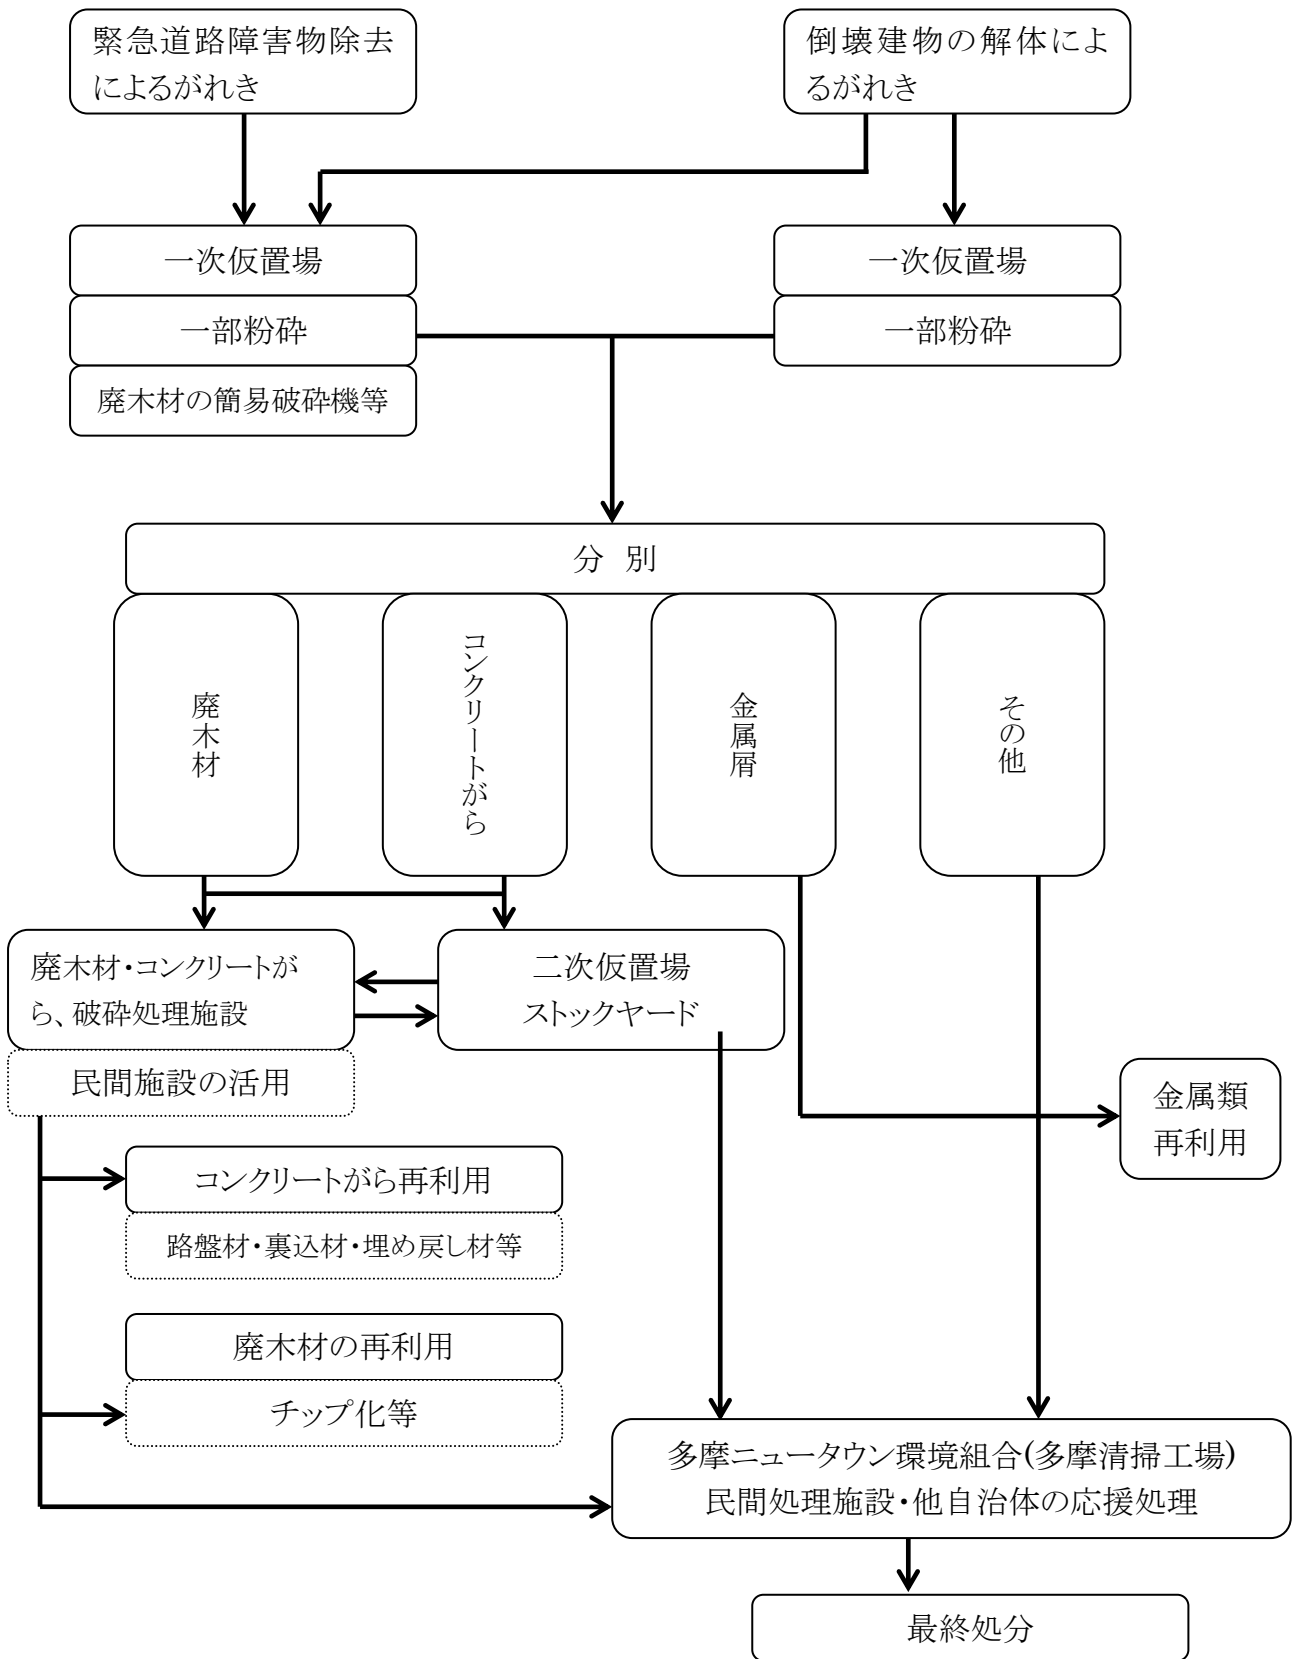 緊急道路障害物除去
によるがれき
倒壊建物の解体によ
るがれき
一次仮置場
一部粉砕
廃木材の簡易破砕機等
一次仮置場
一部粉砕
分 別
廃木材
コンクリートがら
金属屑
その他
廃木材・コンクリートが
ら、破砕処理施設
民間施設の活用
二次仮置場
ストックヤード
金属類
再利用
コンクリートがら再利用
路盤材・裏込材・埋め戻し材等
廃木材の再利用
チップ化等
多摩ニュータウン環境組合(多摩清掃工場)
民間処理施設・他自治体の応援処理
最終処分